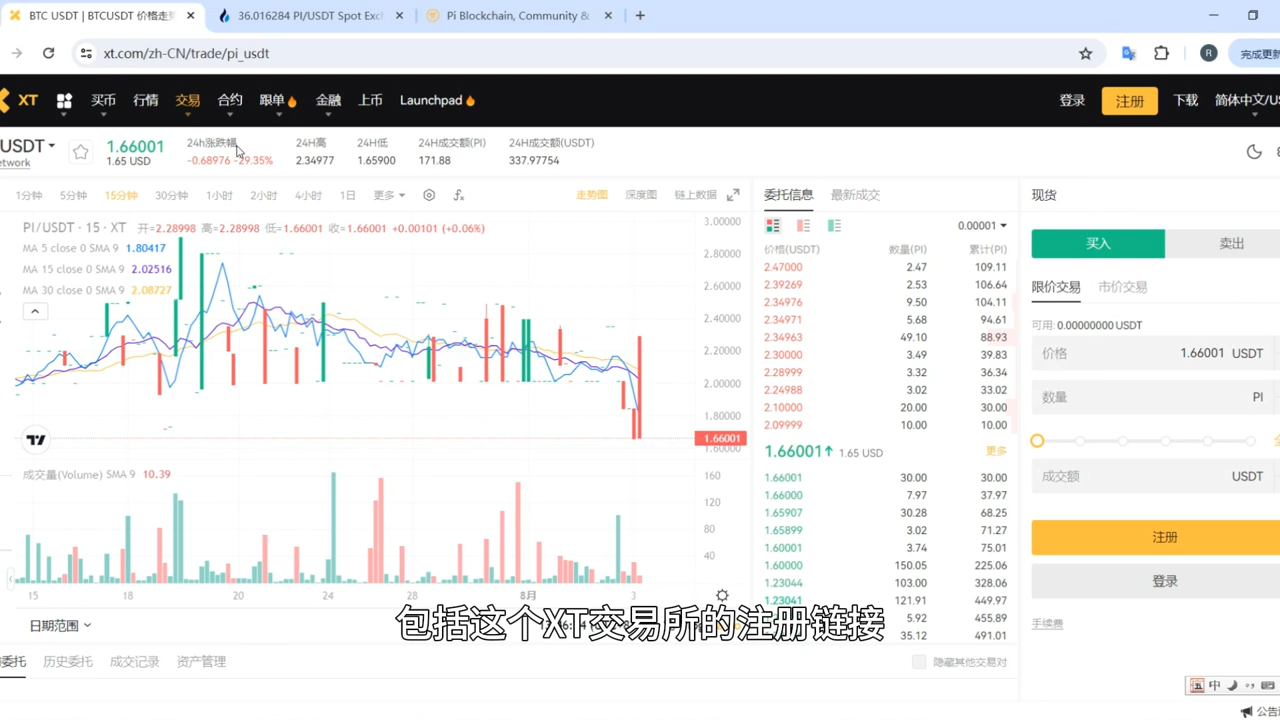 BTC USDT | BTCUSDT 价格走势
36.016284 PI/USDT Spot Exc
Pi Blockchain, Community &
xt.com/zh-CN/trade/pi_usdt
R
完成更新
XT 买币 行情 交易 合约 跟单 金融 上币 Launchpad 登录 注册 下载 简体中文/US
USDT
etwork
1.66001
1.65 USD
24h涨跌幅
-0.68976 -29.35%
24H高
2.34977
24H低
1.65900
24H成交额(PI)
171.88
24H成交额(USDT)
337.97754
1分钟 5分钟 15分钟 30分钟 1小时 2小时 4小时 1日 更多 走势图 深度图 链上数据
PI/USDT · 15 · XT 开=2.28998 高=2.28998 低=1.66001 收=1.66001 +0.00101 (+0.06%)
MA 5 close 0 SMA 9 1.80417
MA 15 close 0 SMA 9 2.02516
MA 30 close 0 SMA 9 2.08727
3.00000
2.80000
2.60000
2.40000
2.20000
2.00000
1.80000
1.66001
1.60000
成交量(Volume) SMA 9 10.39
160
120
80
40
15 18 20 24 26 28 8月 3
日期范围
委托信息 最新成交
0.00001
价格(USDT) 数量(PI) 累计(PI)
2.47000 2.47 109.11
2.39269 2.53 106.64
2.34976 9.50 104.11
2.34971 5.68 94.61
2.34963 49.10 88.93
2.30000 3.49 39.83
2.28999 3.32 36.34
2.24988 3.02 33.02
2.10000 20.00 30.00
2.09999 10.00 10.00
1.66001↑ 1.65 USD 更多
1.66001 30.00 30.00
1.66000 7.97 37.97
1.65907 30.28 68.25
1.65899 3.02 71.27
1.60001 3.74 75.01
1.60000 150.05 225.06
1.23044 103.00 328.06
1.23041 121.91 449.97
5.92 455.89
35.12 491.01
现货
买入 卖出
限价交易 市价交易
可用: 0.00000000 USDT
价格 1.66001 USDT
数量 PI
成交额 USDT
注册
登录
手续费
包括这个XT交易所的注册链接
委托 历史委托 成交记录 资产管理
隐藏其他交易对
五 中
公告